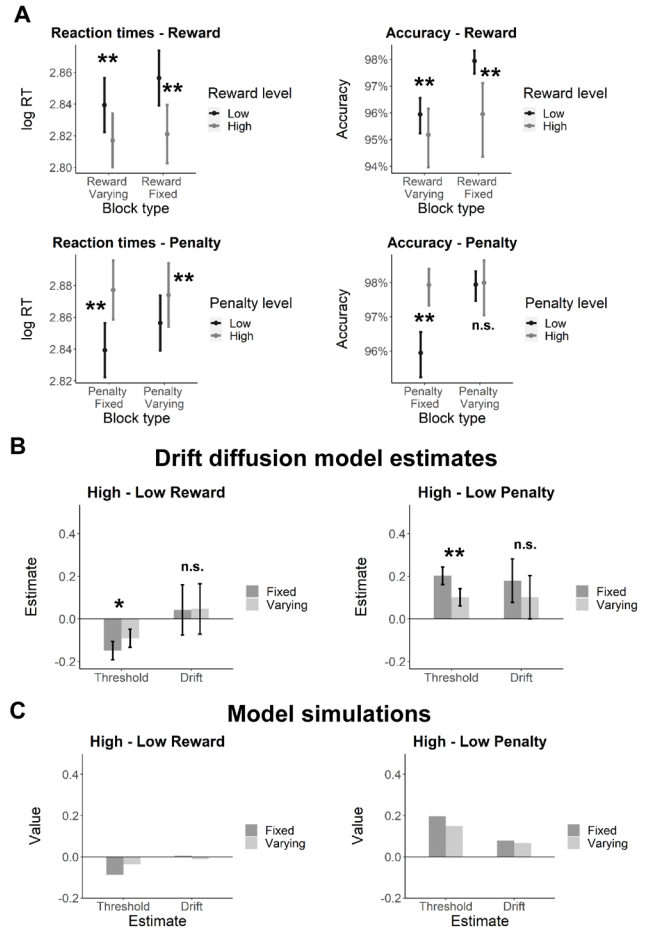 A
Reaction times - Reward
**
**
2.86
2.84
2.82
2.80
log RT
Reward Varying
Reward Fixed
Block type
Reward level
Low
High
Accuracy - Reward
**
**
98%
97%
96%
95%
94%
Accuracy
Reward Varying
Reward Fixed
Block type
Reward level
Low
High
Reaction times - Penalty
**
**
2.88
2.86
2.84
2.82
log RT
Penalty Fixed
Penalty Varying
Block type
Penalty level
Low
High
Accuracy - Penalty
**
n.s.
98%
97%
96%
Accuracy
Penalty Fixed
Penalty Varying
Block type
Penalty level
Low
High
B
Drift diffusion model estimates
High - Low Reward
*
n.s.
0.4
0.2
0.0
-0.2
Estimate
Threshold
Drift
Fixed
Varying
High - Low Penalty
**
n.s.
0.4
0.2
0.0
-0.2
Estimate
Threshold
Drift
Fixed
Varying
C
Model simulations
High - Low Reward
0.4
0.2
0.0
-0.2
Value
Threshold
Drift
Estimate
Fixed
Varying
High - Low Penalty
0.4
0.2
0.0
-0.2
Value
Threshold
Drift
Estimate
Fixed
Varying